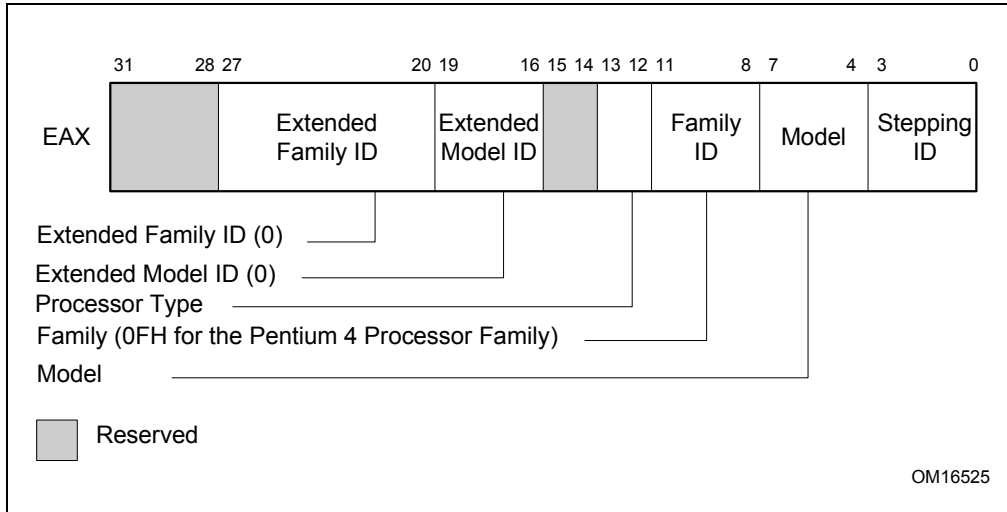 31 28 27 20 19 16 15 14 13 12 11 8 7 4 3 0
EAX
Extended Family ID
Extended Model ID
Family ID
Model
Stepping ID
Extended Family ID (0)
Extended Model ID (0)
Processor Type
Family (0FH for the Pentium 4 Processor Family)
Model
Reserved
OM16525